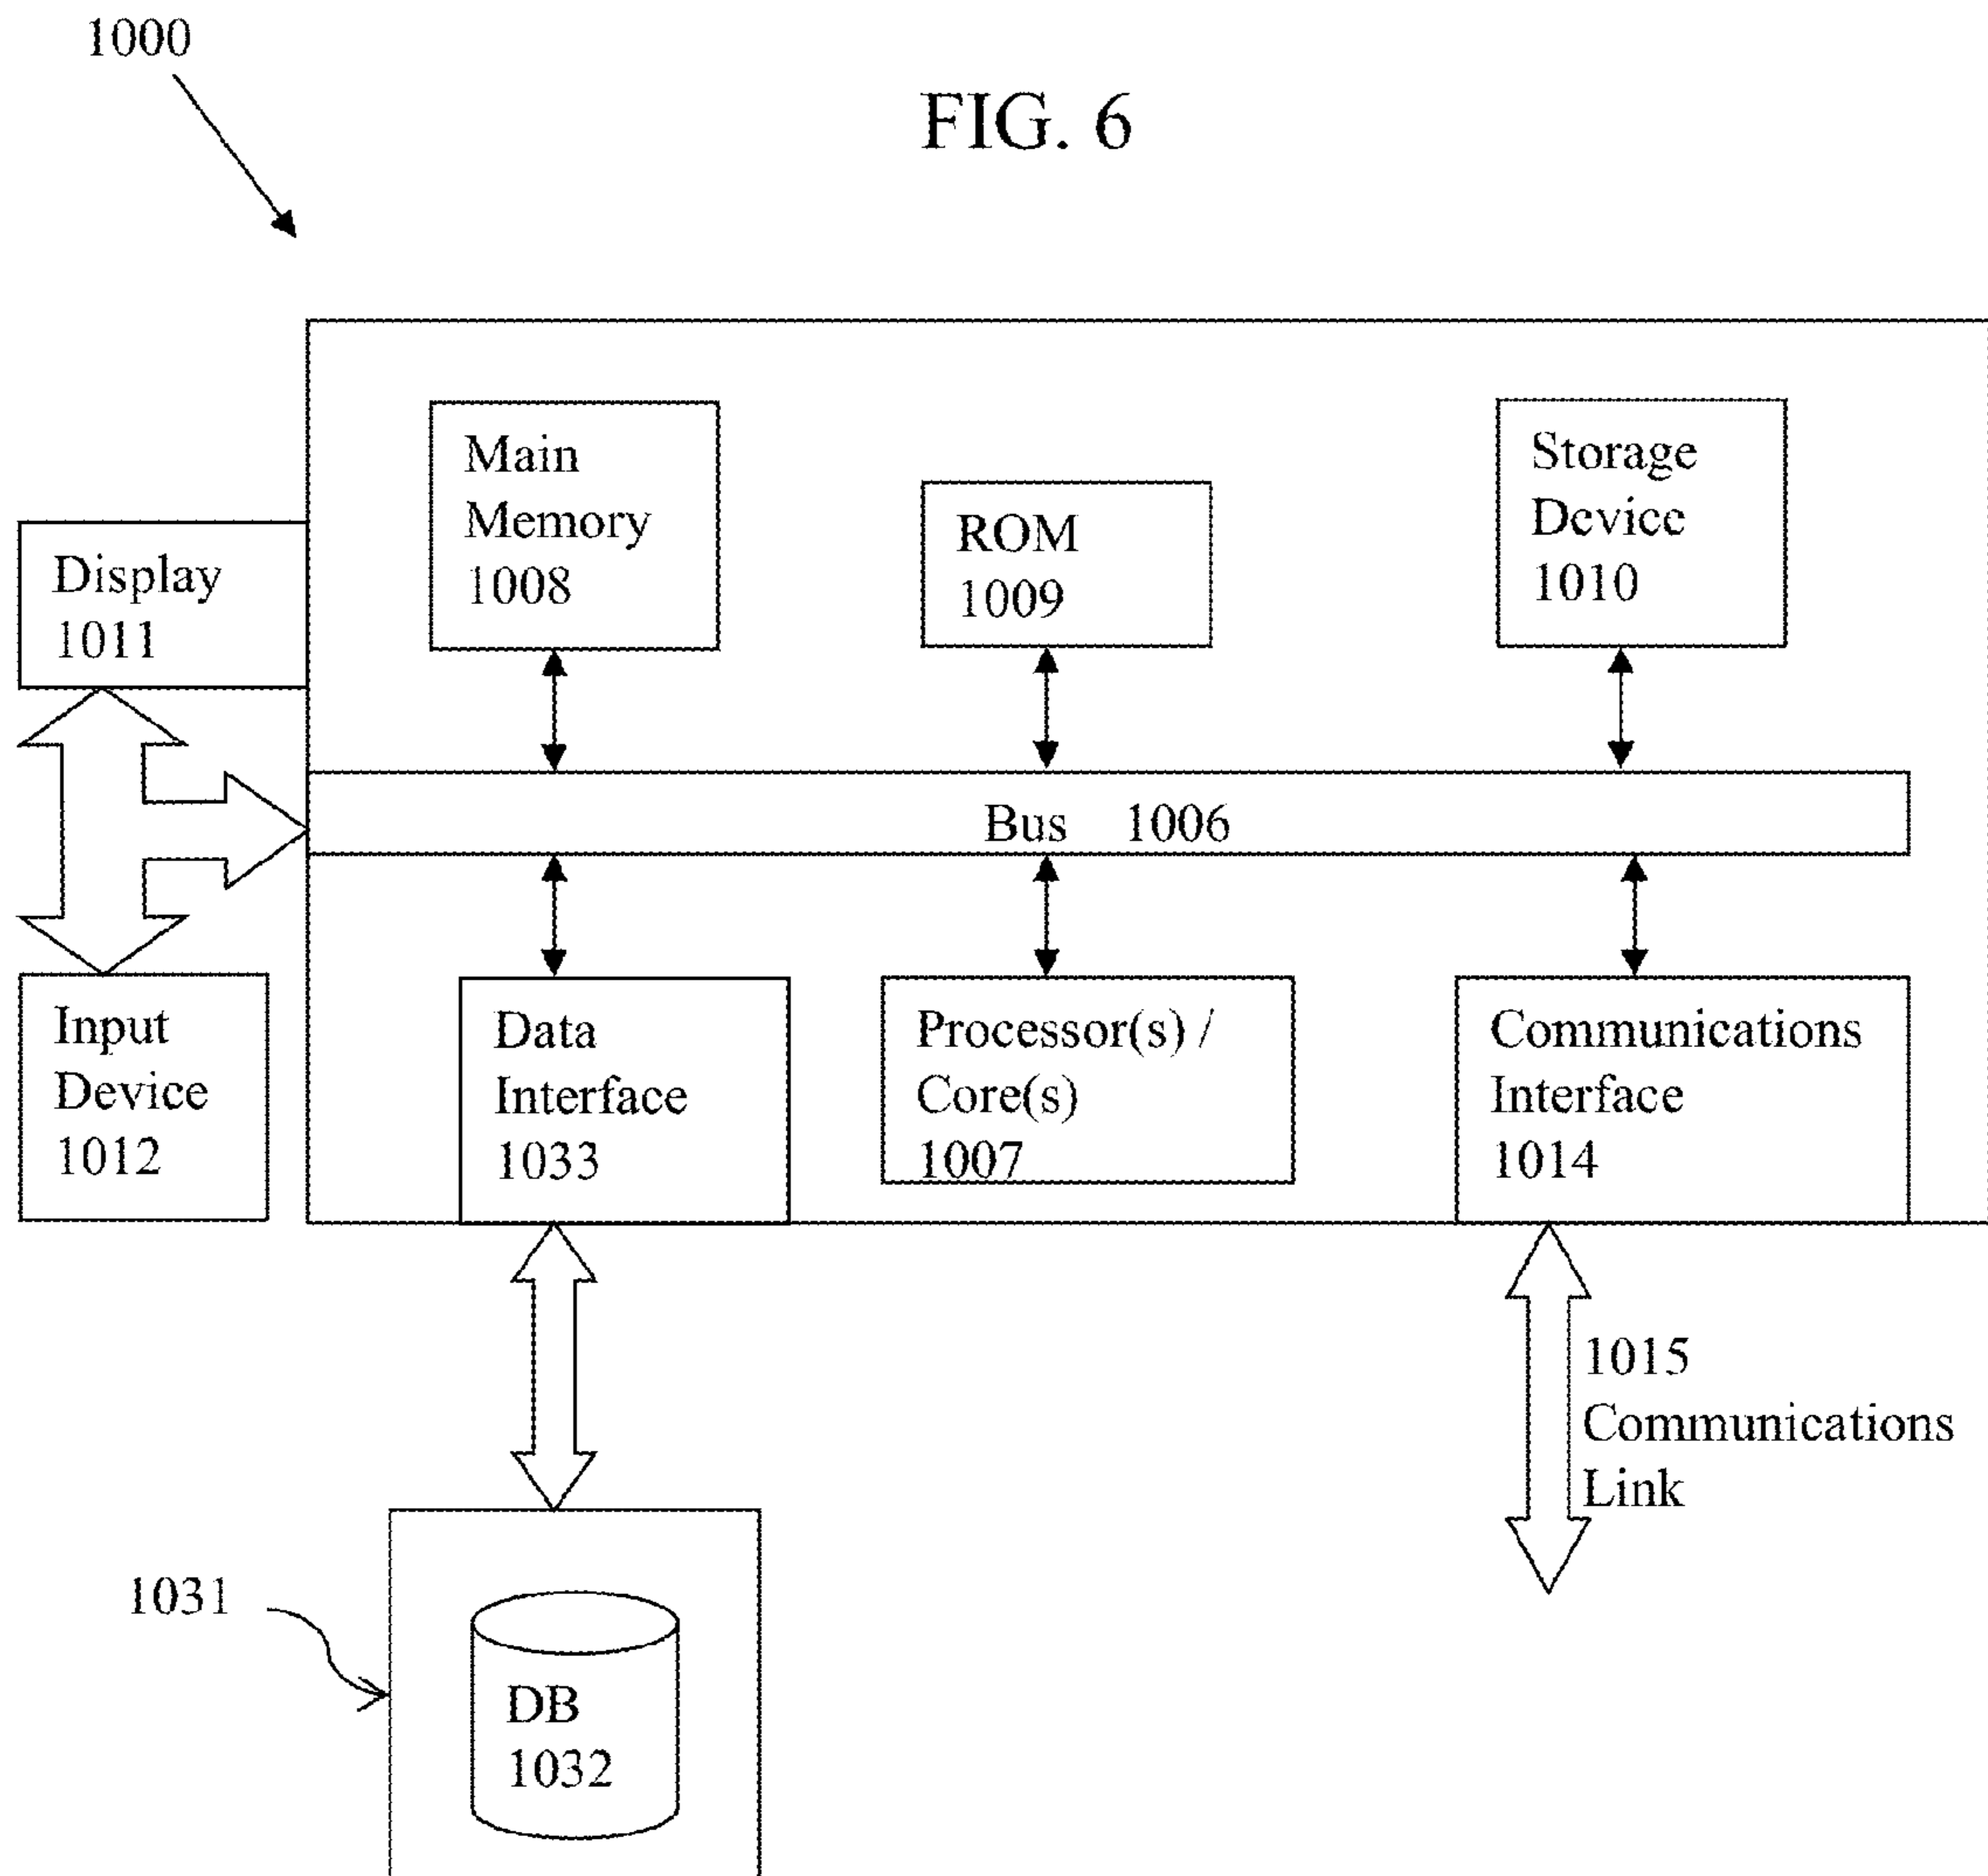 1000
FIG. 6
Main
Memory
1008
ROM
1009
Storage
Device
1010
Display
1011
Bus 1006
Input
Device
1012
Data
Interface
1033
Processor(s) /
Core(s)
1007
Communications
Interface
1014
1015
Communications
Link
1031
DB
1032